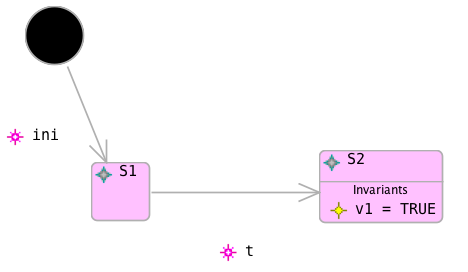 ini
S1
S2
Invariants
v1 = TRUE
t